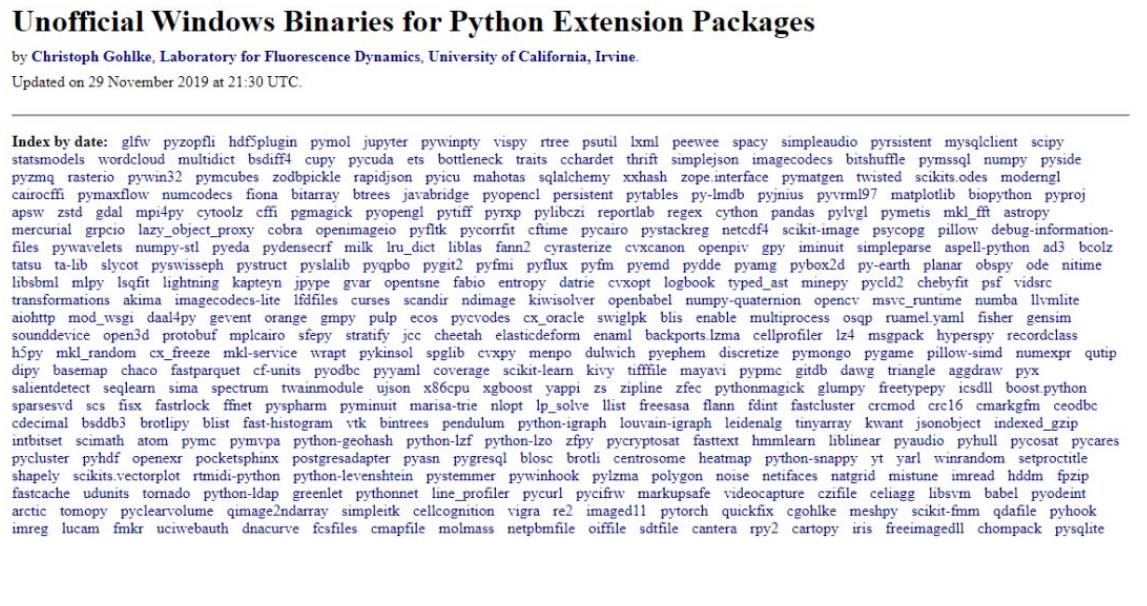 Unofficial Windows Binaries for Python Extension Packages
by Christoph Gohlke, Laboratory for Fluorescence Dynamics, University of California, Irvine.
Updated on 29 November 2019 at 21:30 UTC.
Index by date: glfw pyzopfli hdf5plugin pymol jupyter pywinpty vispy rtree psutil lxml peewee spacy simpleaudio pyrsistent mysqlclient scipy
statsmodels wordcloud multidict bsdiff4 cupy pycuda ets bottleneck traits cchardet thrift simplejson imagecodecs bitshuffle pymssql numpy pyside
pyzmq rasterio pywin32 pymcubes zodbpickle rapidjson pyicu mahotas sqlalchemy xxhash zope.interface pymatgen twisted scikits.odes moderngl
cairocffi pymaxflow numcodecs fiona bitarray btrees javabridge pyopencl persistent pytables py-lmdb pyjnius pyvrml97 matplotlib biopython pyproj
apsw zstd gdal mpi4py cytoolz cffi pgmagick pyopengl pytiff pyrxp pylibczi reportlab regex cython pandas pylvgl pymetis mkl_fft astropy
mercurial grpcio lazy_object_proxy cobra openimageio pyfltk pycorrfit cftime pycairo pystackreg netcdf4 scikit-image psycopg pillow debug-information-
files pywavelets numpy-stl pyeda pydensecrf milk lru_dict liblas fann2 cyrasterize cvxcanon openpiv gpy iminuit simpleparse aspell-python ad3 bcolz
tatsu ta-lib slycot pyswisseph pystruct pyslalib pyqpbo pygit2 pyfmi pyflux pyfm pyemd pydde pyamg pybox2d py-earth planar obspy ode nitime
libsbml mlpy lsqfit lightning kapteyn jpype gvar opentsne fabio entropy datrie cvxopt logbook typed_ast minepy pycld2 chebyfit psf vidsrc
transformations akima imagecodecs-lite lfdfiles curses scandir ndimage kiwisolver openbabel numpy-quaternion opencv msvc_runtime numba llvmlite
aiohttp mod_wsgi daal4py gevent orange gmpy pulp ecos pycvodes cx_oracle swiglpk blis enable multiprocess osqp ruamel.yaml fisher gensim
sounddevice open3d protobuf mplcairo sfepy stratify jcc cheetah elasticdeform enaml backports.lzma cellprofiler lz4 msgpack hyperspy recordclass
h5py mkl_random cx_freeze mkl-service wrapt pykinsol spglib cvxpy menpo dulwich pyephem discretize pymongo pygame pillow-simd numexpr qutip
dipy basemap chaco fastparquet cf-units pyodbc pyyaml coverage scikit-learn kivy tifffile mayavi pypmc gitdb dawg triangle aggdraw pyx
salientdetect seqlearn sima spectrum twainmodule ujson x86cpu xgboost yappi zs zipline zfec pythonmagick glumpy freetypepy icsdll boost.python
sparsesvd scs fisx fastrlock ffnet pyspharm pyminuit marisa-trie nlopt lp_solve llist freesasa flann fdint fastcluster crcmod crc16 cmarkgfm ceodbc
cdecimal bsddb3 brotlipy blist fast-histogram vtk bintrees pendulum python-igraph louvain-igraph leidenalg tinyarray kwant jsonobject indexed_gzip
intbitset scimath atom pymc pymvpa python-geohash python-lzf python-lzo zfpy pycryptosat fasttext hmmlearn liblinear pyaudio pyhull pycosat pycares
pycluster pyhdf openexr pocketsphinx postgresadapter pyasn pygresql blosc brotli centrosome heatmap python-snappy yt yarl winrandom setproctitle
shapely scikits.vectorplot rtmidi-python python-levenshtein pystemmer pywinhook pylzma polygon noise netifaces natgrid mistune imread hddm fpzip
fastcache udunits tornado python-ldap greenlet pythonnet line_profiler pycurl pycifrw markupsafe videocapture czifile celiagg libsvm babel pyodeint
arctic tomopy pyclearvolume qimage2ndarray simpleitk cellcognition vigra re2 imaged11 pytorch quickfix cgohlke meshpy scikit-fmm qdafile pyhook
imreg lucam fmkr uciwebauth dnacurve fcsfiles cmapfile molmass netpbmfile oiffile sdtfile cantera rpy2 cartopy iris freeimagedll chompack pysqlite